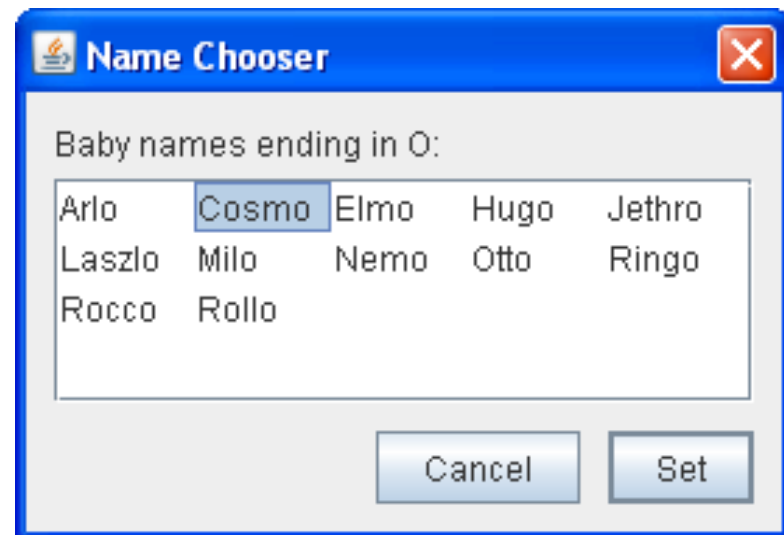 Name Chooser
Baby names ending in O:
Arlo Cosmo Elmo Hugo Jethro
Laszlo Milo Nemo Otto Ringo
Rocco Rollo
Cancel Set